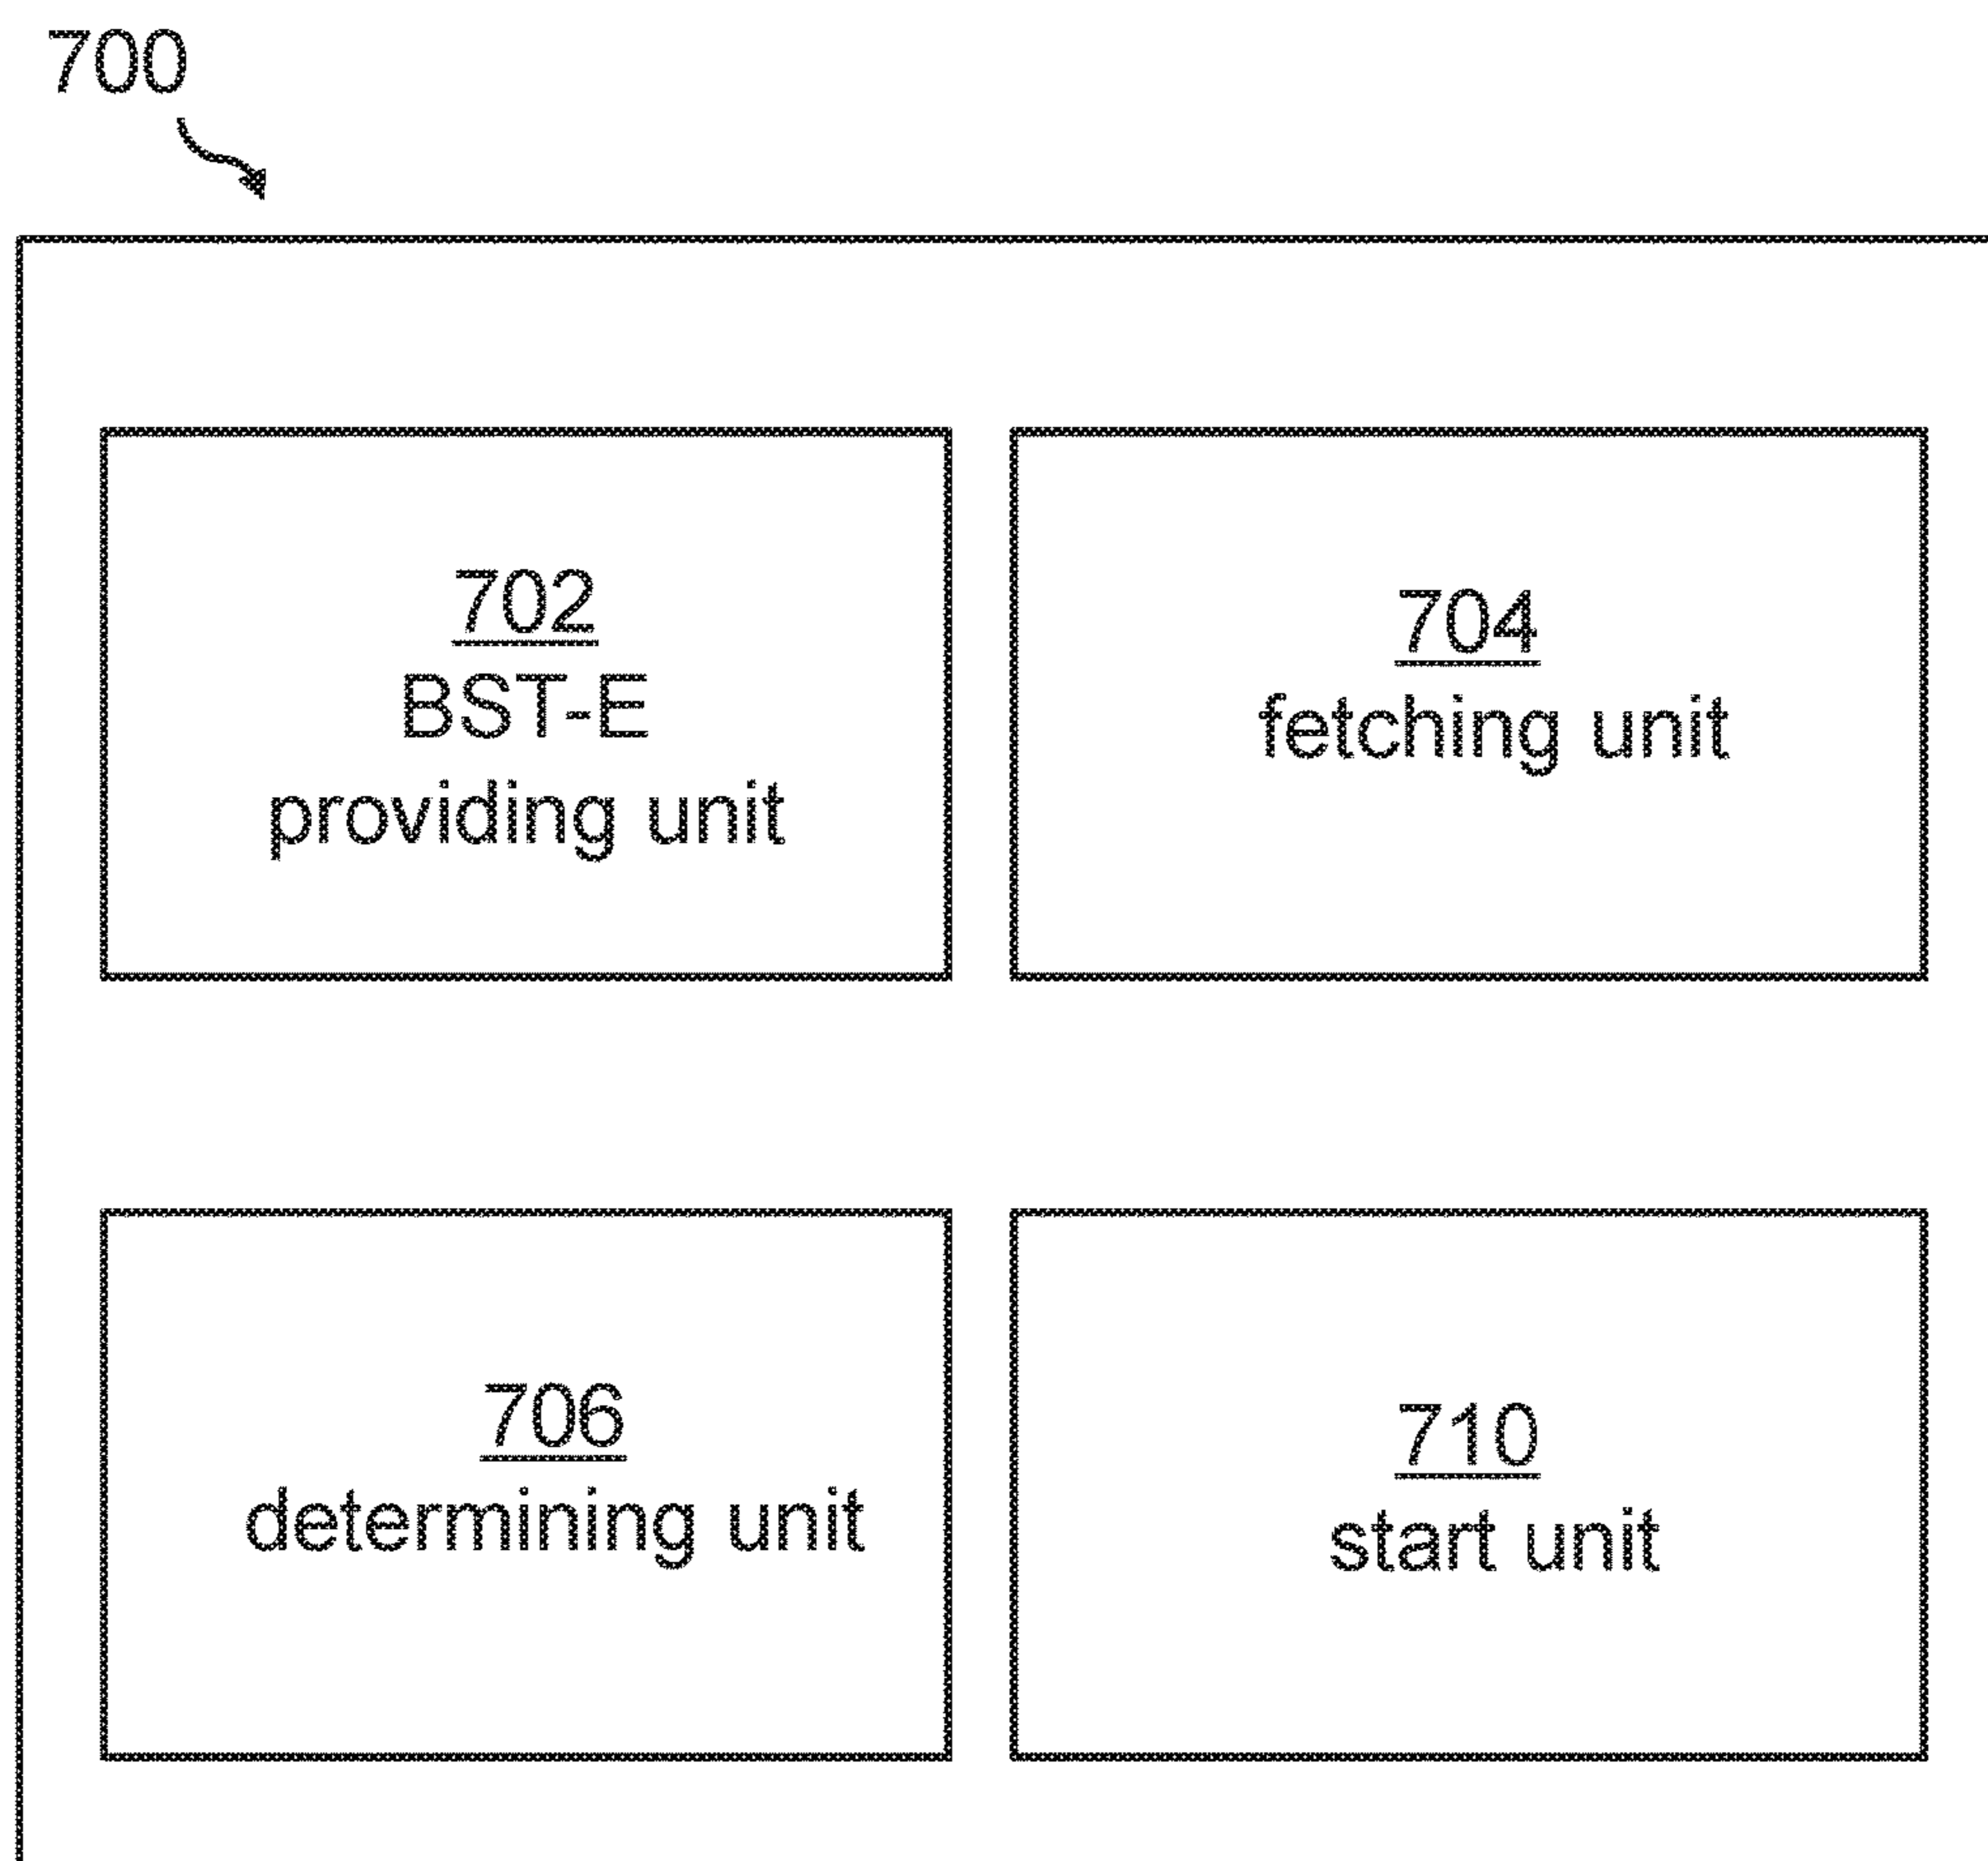 700
702
BST-E
providing unit
704
fetching unit
706
determining unit
710
start unit